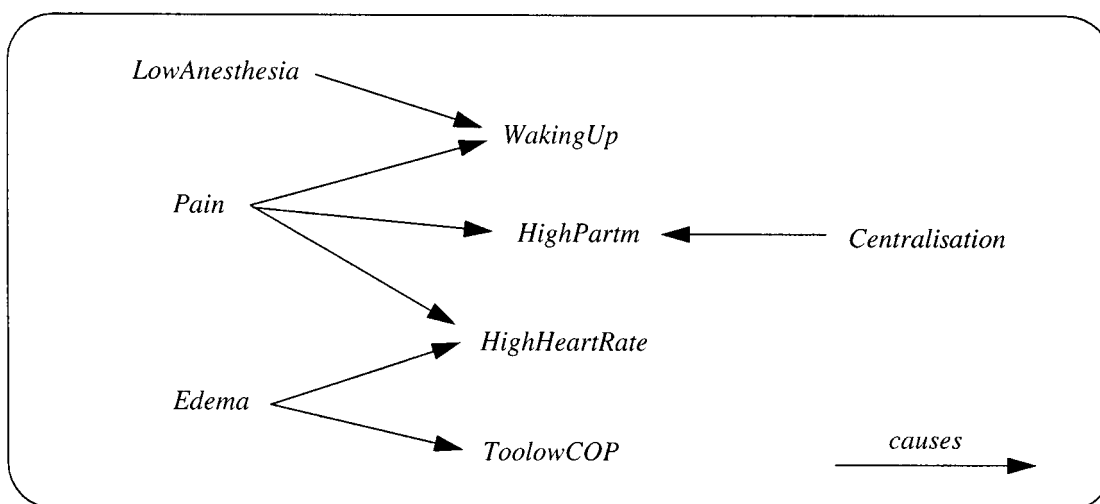 LowAnesthesia
WakingUp
Pain
HighPartm
Centralisation
HighHeartRate
Edema
ToolowCOP
causes